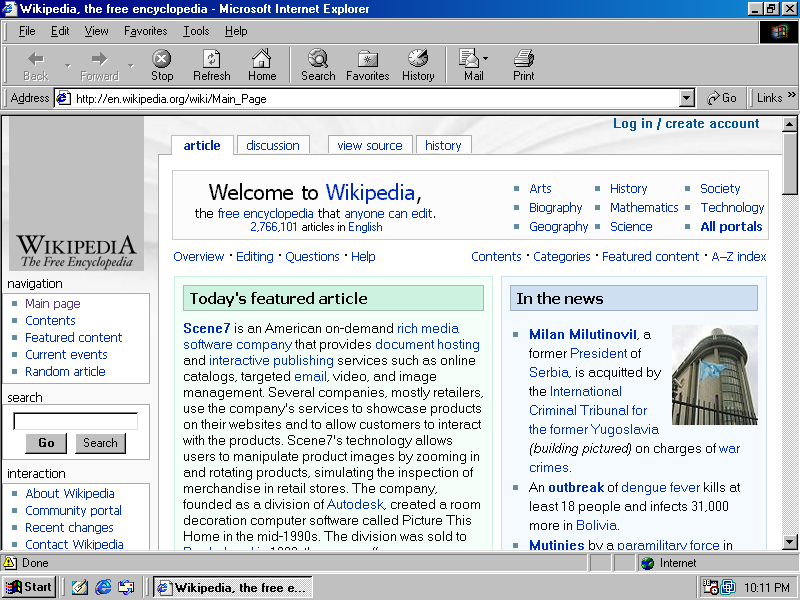 Wikipedia, the free encyclopedia - Microsoft Internet Explorer
File Edit View Favorites Tools Help
Back Forward Stop Refresh Home Search Favorites History Mail Print
Address http://en.wikipedia.org/wiki/Main_Page Go Links »
Log in / create account
article discussion view source history
WIKIPEDIA
The Free Encyclopedia
navigation
Main page
Contents
Featured content
Current events
Random article
search
Go Search
interaction
About Wikipedia
Community portal
Recent changes
Contact Wikipedia
Welcome to Wikipedia,
the free encyclopedia that anyone can edit.
2,766,101 articles in English
Arts History Society
Biography Mathematics Technology
Geography Science All portals
Overview · Editing · Questions · Help
Contents · Categories · Featured content · A–Z index
Today's featured article
Scene7 is an American on-demand rich media
software company that provides document hosting
and interactive publishing services such as online
catalogs, targeted email, video, and image
management. Several companies, mostly retailers,
use the company's services to showcase products
on their websites and to allow customers to interact
with the products. Scene7's technology allows
users to manipulate product images by zooming in
and rotating products, simulating the inspection of
merchandise in retail stores. The company,
founded as a division of Autodesk, created a room
decoration computer software called Picture This
Home in the mid-1990s. The division was sold to
In the news
Milan Milutinovil, a
former President of
Serbia, is acquitted by
the International
Criminal Tribunal for
the former Yugoslavia
(building pictured) on charges of war
crimes.
An outbreak of dengue fever kills at
least 18 people and infects 31,000
more in Bolivia.
Mutinies by a paramilitary force in
Done Internet
Start Wikipedia, the free e... 10:11 PM